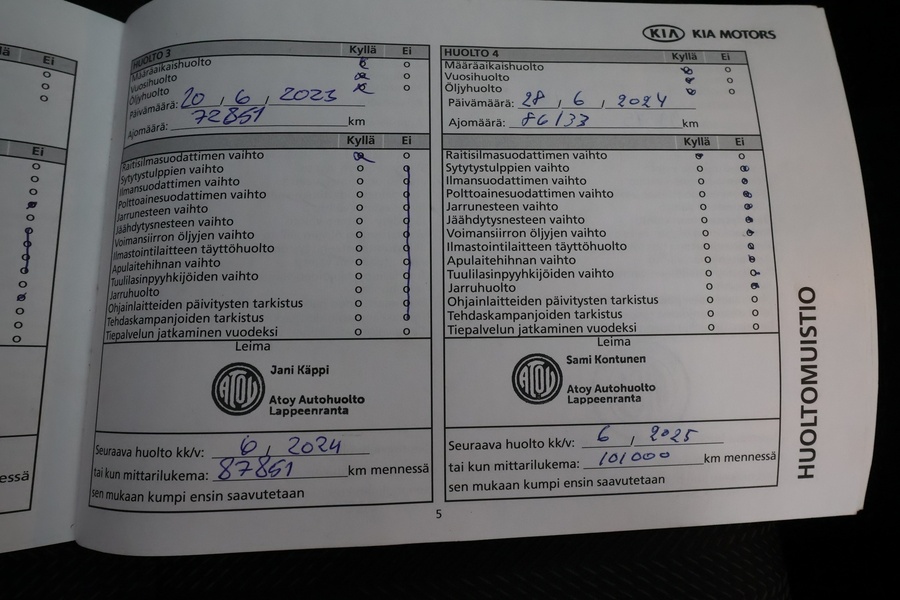 KIA KIA MOTORS
Ei
Ei
essä
HUOLTO 3 Kyllä Ei
Määräaikaishuolto
Vuosihuolto
Öljyhuolto
Päivämäärä: 20 , 6 , 2023
Ajomäärä: 72851 km
Kyllä Ei
Raitisilmasuodattimen vaihto
Sytytystulppien vaihto
Ilmansuodattimen vaihto
Polttoainesuodattimen vaihto
Jarrunesteen vaihto
Jäähdytysnesteen vaihto
Voimansiirron öljyjen vaihto
Ilmastointilaitteen täyttöhuolto
Apulaitehihnan vaihto
Tuulilasinpyyhkijöiden vaihto
Jarruhuolto
Ohjainlaitteiden päivitysten tarkistus
Tehdaskampanjoiden tarkistus
Tiepalvelun jatkaminen vuodeksi
Leima
Jani Käppi
ATOY
Atoy Autohuolto
Lappeenranta
Seuraava huolto kk/v: 6 , 2024
tai kun mittarilukema: 87851 km mennessä
sen mukaan kumpi ensin saavutetaan
HUOLTO 4 Kyllä Ei
Määräaikaishuolto
Vuosihuolto
Öljyhuolto
Päivämäärä: 28 , 6 , 2024
Ajomäärä: 86133 km
Kyllä Ei
Raitisilmasuodattimen vaihto
Sytytystulppien vaihto
Ilmansuodattimen vaihto
Polttoainesuodattimen vaihto
Jarrunesteen vaihto
Jäähdytysnesteen vaihto
Voimansiirron öljyjen vaihto
Ilmastointilaitteen täyttöhuolto
Apulaitehihnan vaihto
Tuulilasinpyyhkijöiden vaihto
Jarruhuolto
Ohjainlaitteiden päivitysten tarkistus
Tehdaskampanjoiden tarkistus
Tiepalvelun jatkaminen vuodeksi
Leima
Sami Kontunen
ATOY
Atoy Autohuolto
Lappeenranta
Seuraava huolto kk/v: 6 , 2025
tai kun mittarilukema: 101000 km mennessä
sen mukaan kumpi ensin saavutetaan
5
HUOLTOMUISTIO